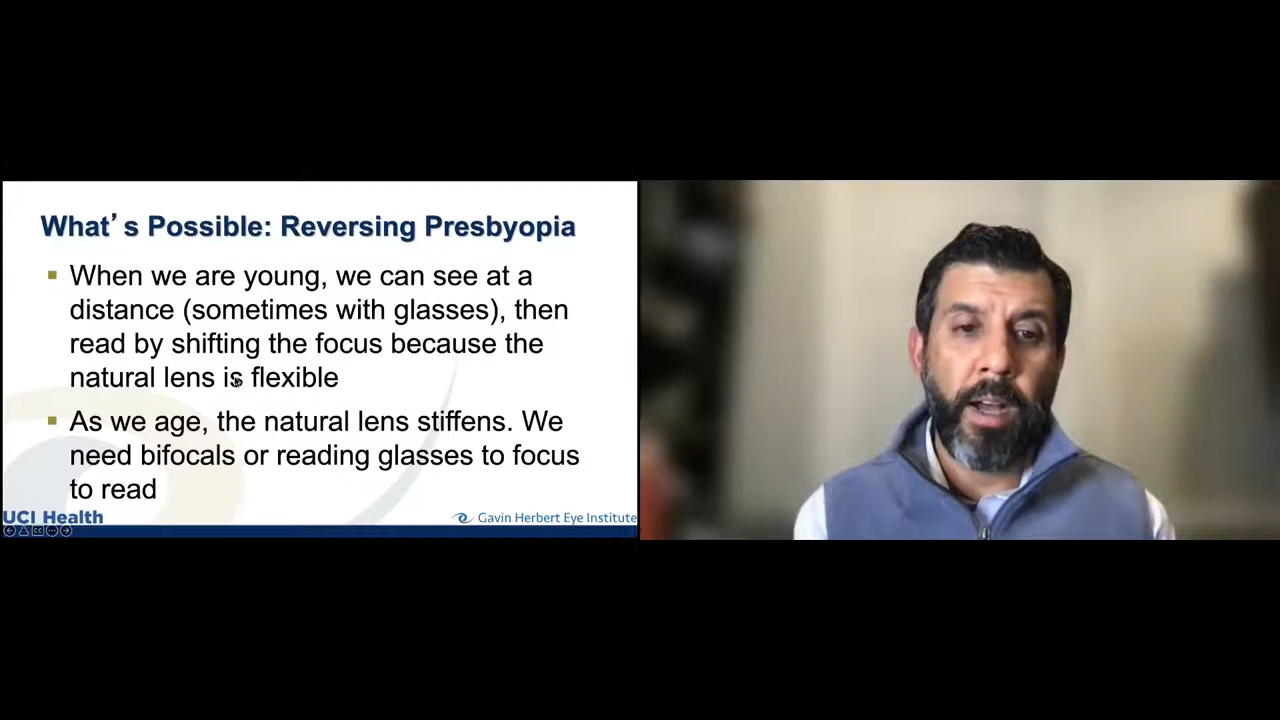 What's Possible: Reversing Presbyopia
When we are young, we can see at a
distance (sometimes with glasses), then
read by shifting the focus because the
natural lens is flexible
As we age, the natural lens stiffens. We
need bifocals or reading glasses to focus
to read
UCI Health
Gavin Herbert Eye Institute